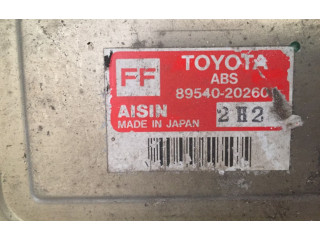 FF
TOYOTA
ABS
89540-20260
AISIN
MADE IN JAPAN
2H2